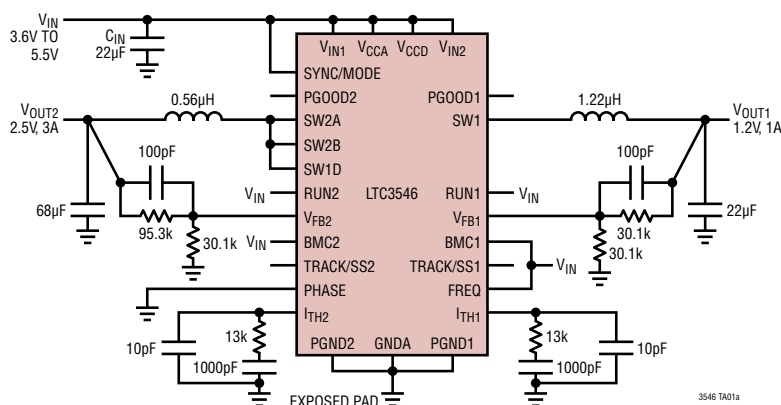 VIN
3.6V TO
5.5V
CIN
22µF
VIN1 VCCA VCCD VIN2
SYNC/MODE
PGOOD2 PGOOD1
VOUT2
2.5V, 3A
0.56µH
SW2A SW1
1.22µH
VOUT1
1.2V, 1A
SW2B
SW1D
100pF 100pF
VIN RUN2 LTC3546 RUN1 VIN
68µF VFB2 VFB1 22µF
95.3k 30.1k
30.1k 30.1k
VIN BMC2 BMC1
TRACK/SS2 TRACK/SS1 VIN
PHASE FREQ
ITH2 ITH1
10pF 13k 13k 10pF
1000pF 1000pF
PGND2 GNDA PGND1
EXPOSED PAD
3546 TA01a